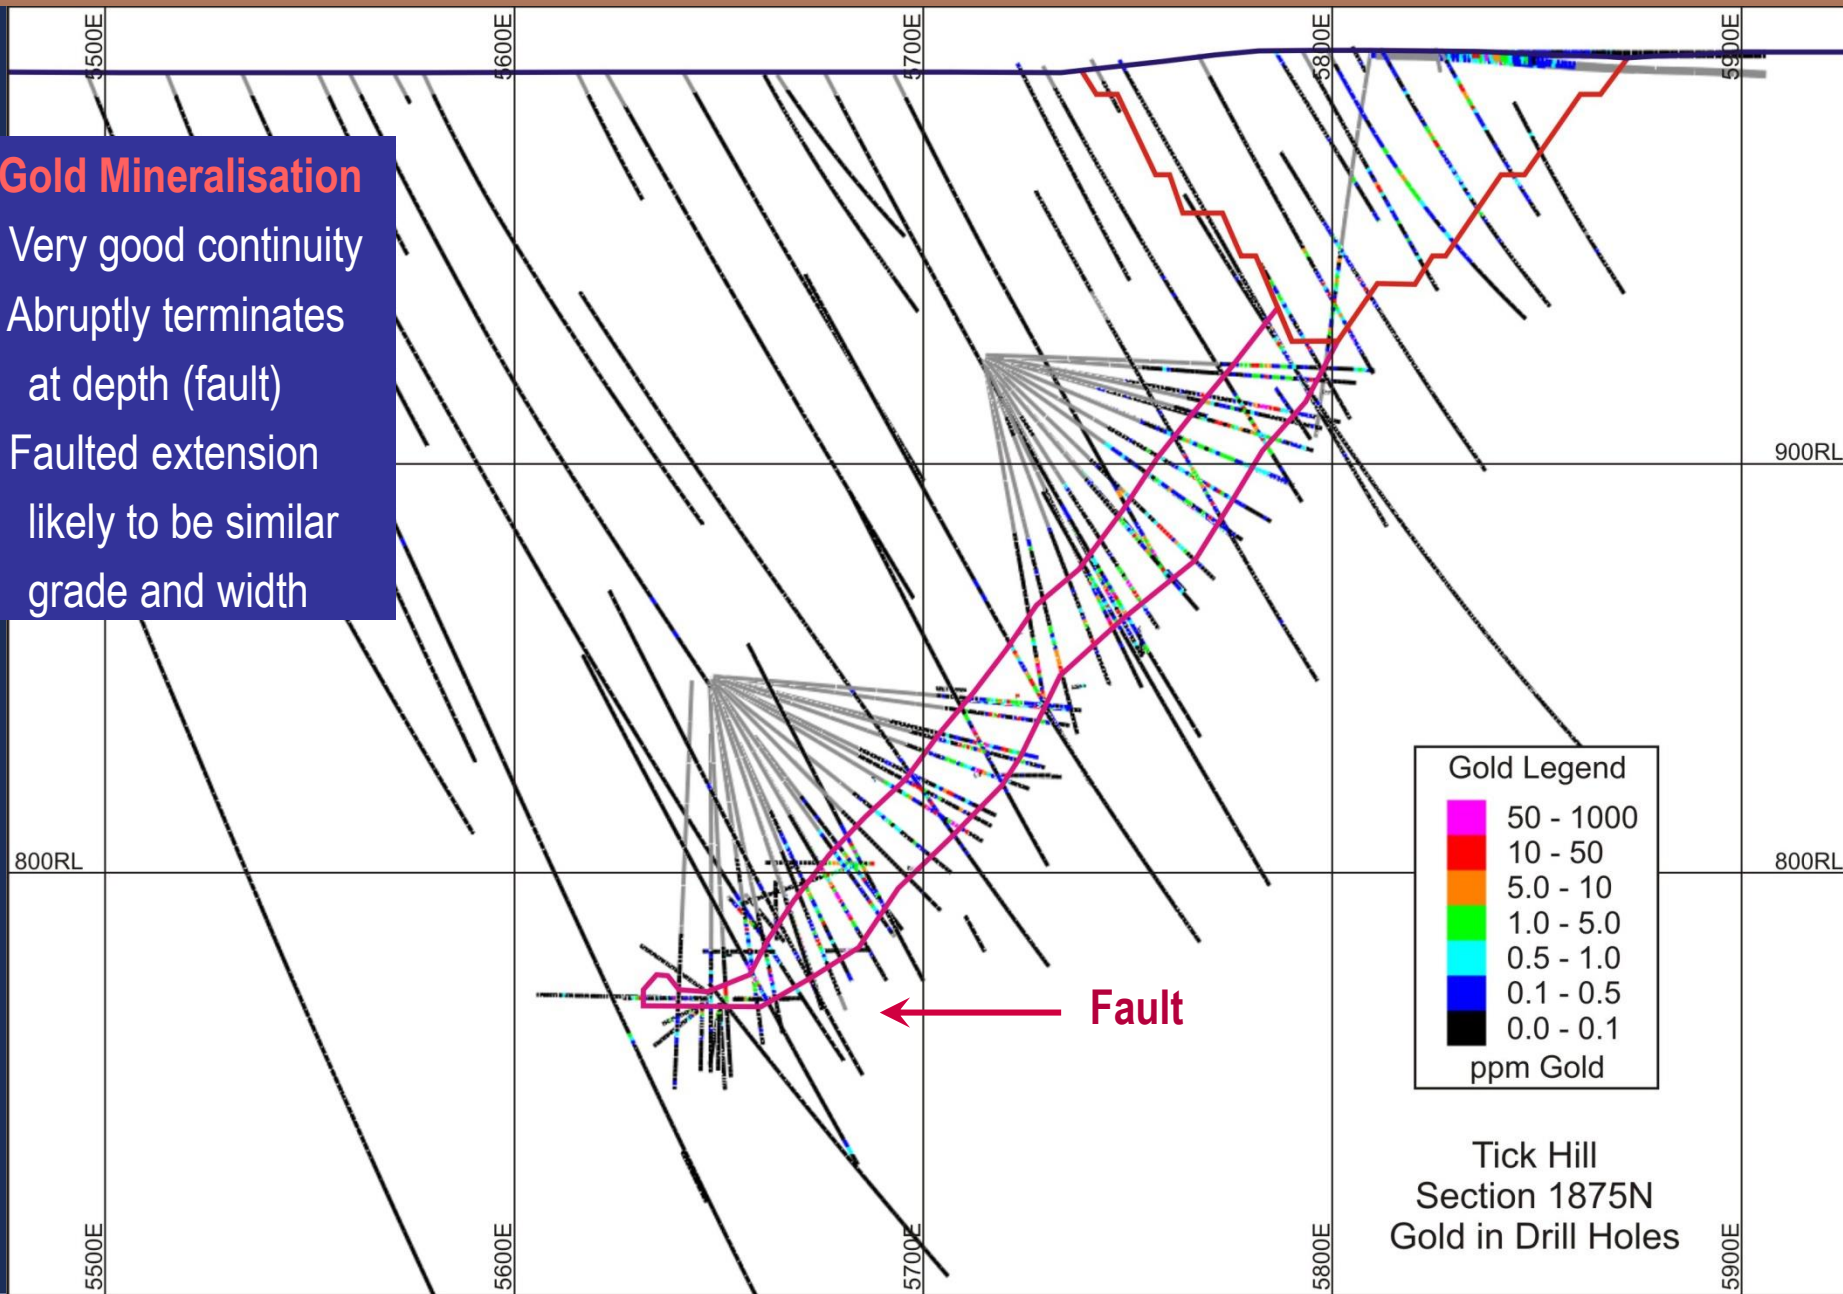 5500E
5600E
5700E
5800E
5900E
Gold Mineralisation
Very good continuity
Abruptly terminates
at depth (fault)
Faulted extension
likely to be similar
grade and width
900RL
800RL
800RL
Gold Legend
50 - 1000
10 - 50
5.0 - 10
1.0 - 5.0
0.5 - 1.0
0.1 - 0.5
0.0 - 0.1
ppm Gold
Fault
Tick Hill
Section 1875N
Gold in Drill Holes
5500E
5600E
5700E
5800E
5900E